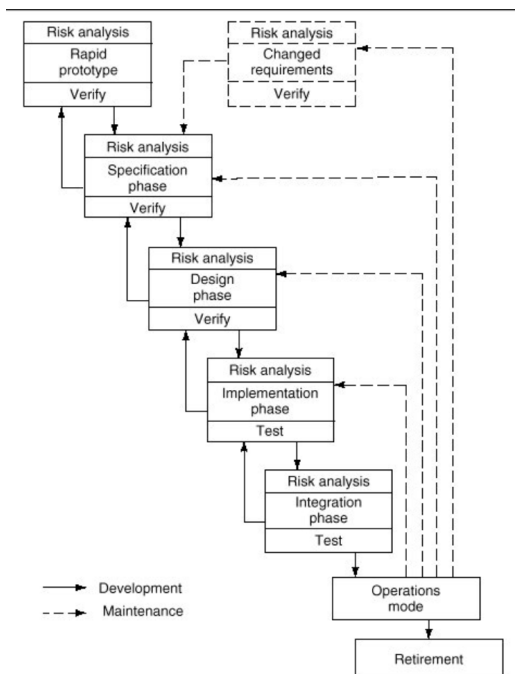 Risk analysis
Rapid
prototype
Verify
Risk analysis
Changed
requirements
Verify
Risk analysis
Specification
phase
Verify
Risk analysis
Design
phase
Verify
Risk analysis
Implementation
phase
Test
Risk analysis
Integration
phase
Test
Development
Maintenance
Operations
mode
Retirement